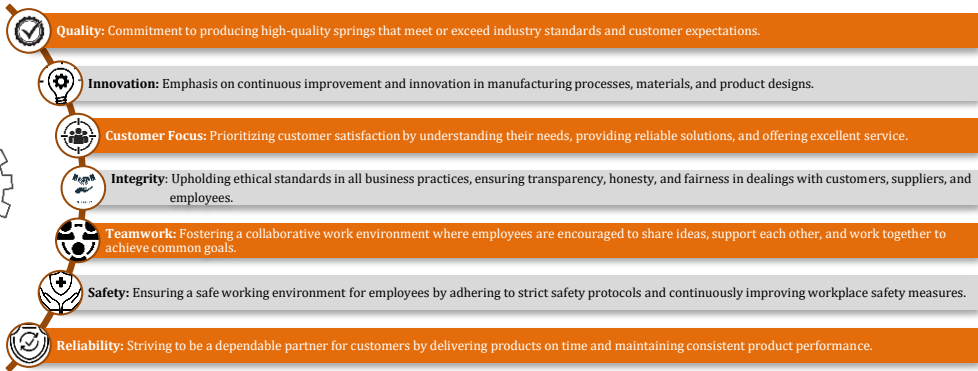 Quality: Commitment to producing high-quality springs that meet or exceed industry standards and customer expectations.
Innovation: Emphasis on continuous improvement and innovation in manufacturing processes, materials, and product designs.
Customer Focus: Prioritizing customer satisfaction by understanding their needs, providing reliable solutions, and offering excellent service.
Integrity: Upholding ethical standards in all business practices, ensuring transparency, honesty, and fairness in dealings with customers, suppliers, and
employees.
Teamwork: Fostering a collaborative work environment where employees are encouraged to share ideas, support each other, and work together to
achieve common goals.
Safety: Ensuring a safe working environment for employees by adhering to strict safety protocols and continuously improving workplace safety measures.
Reliability: Striving to be a dependable partner for customers by delivering products on time and maintaining consistent product performance.